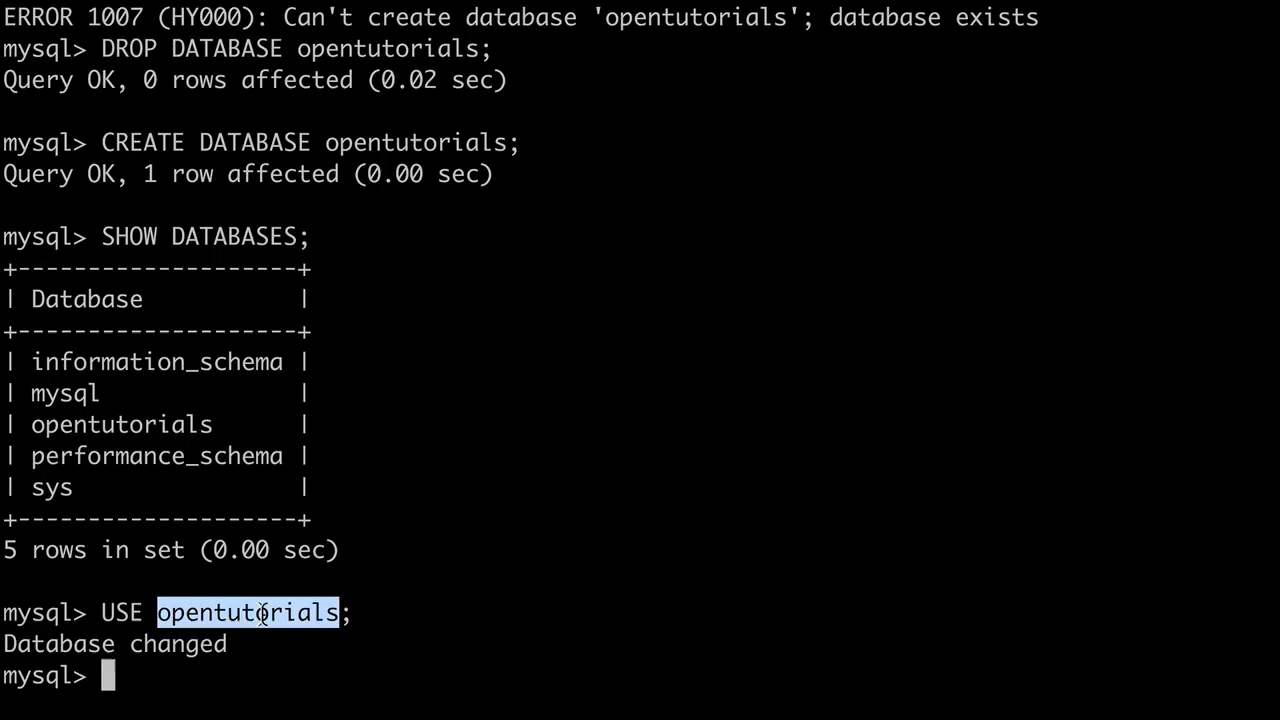 ERROR 1007 (HY000): Can't create database 'opentutorials'; database exists
mysql> DROP DATABASE opentutorials;
Query OK, 0 rows affected (0.02 sec)
mysql> CREATE DATABASE opentutorials;
Query OK, 1 row affected (0.00 sec)
mysql> SHOW DATABASES;
+--------------------+
| Database           |
+--------------------+
| information_schema |
| mysql              |
| opentutorials      |
| performance_schema |
| sys                |
+--------------------+
5 rows in set (0.00 sec)
mysql> USE opentutorials;
Database changed
mysql>